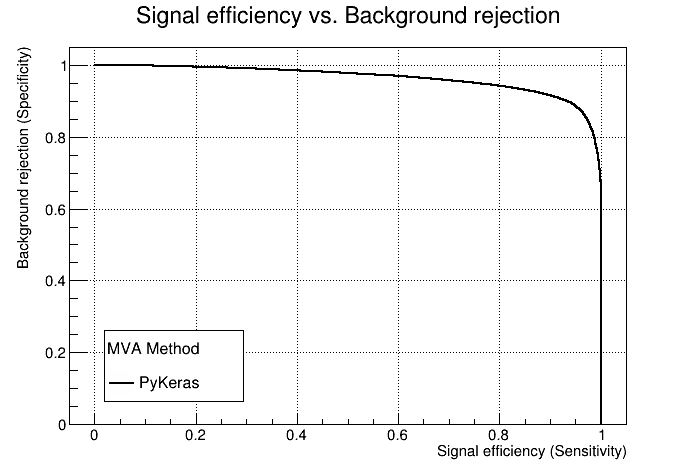 Signal efficiency vs. Background rejection
Background rejection (Specificity)
1
0.8
0.6
0.4
0.2
0
MVA Method
PyKeras
0 0.2 0.4 0.6 0.8 1
Signal efficiency (Sensitivity)